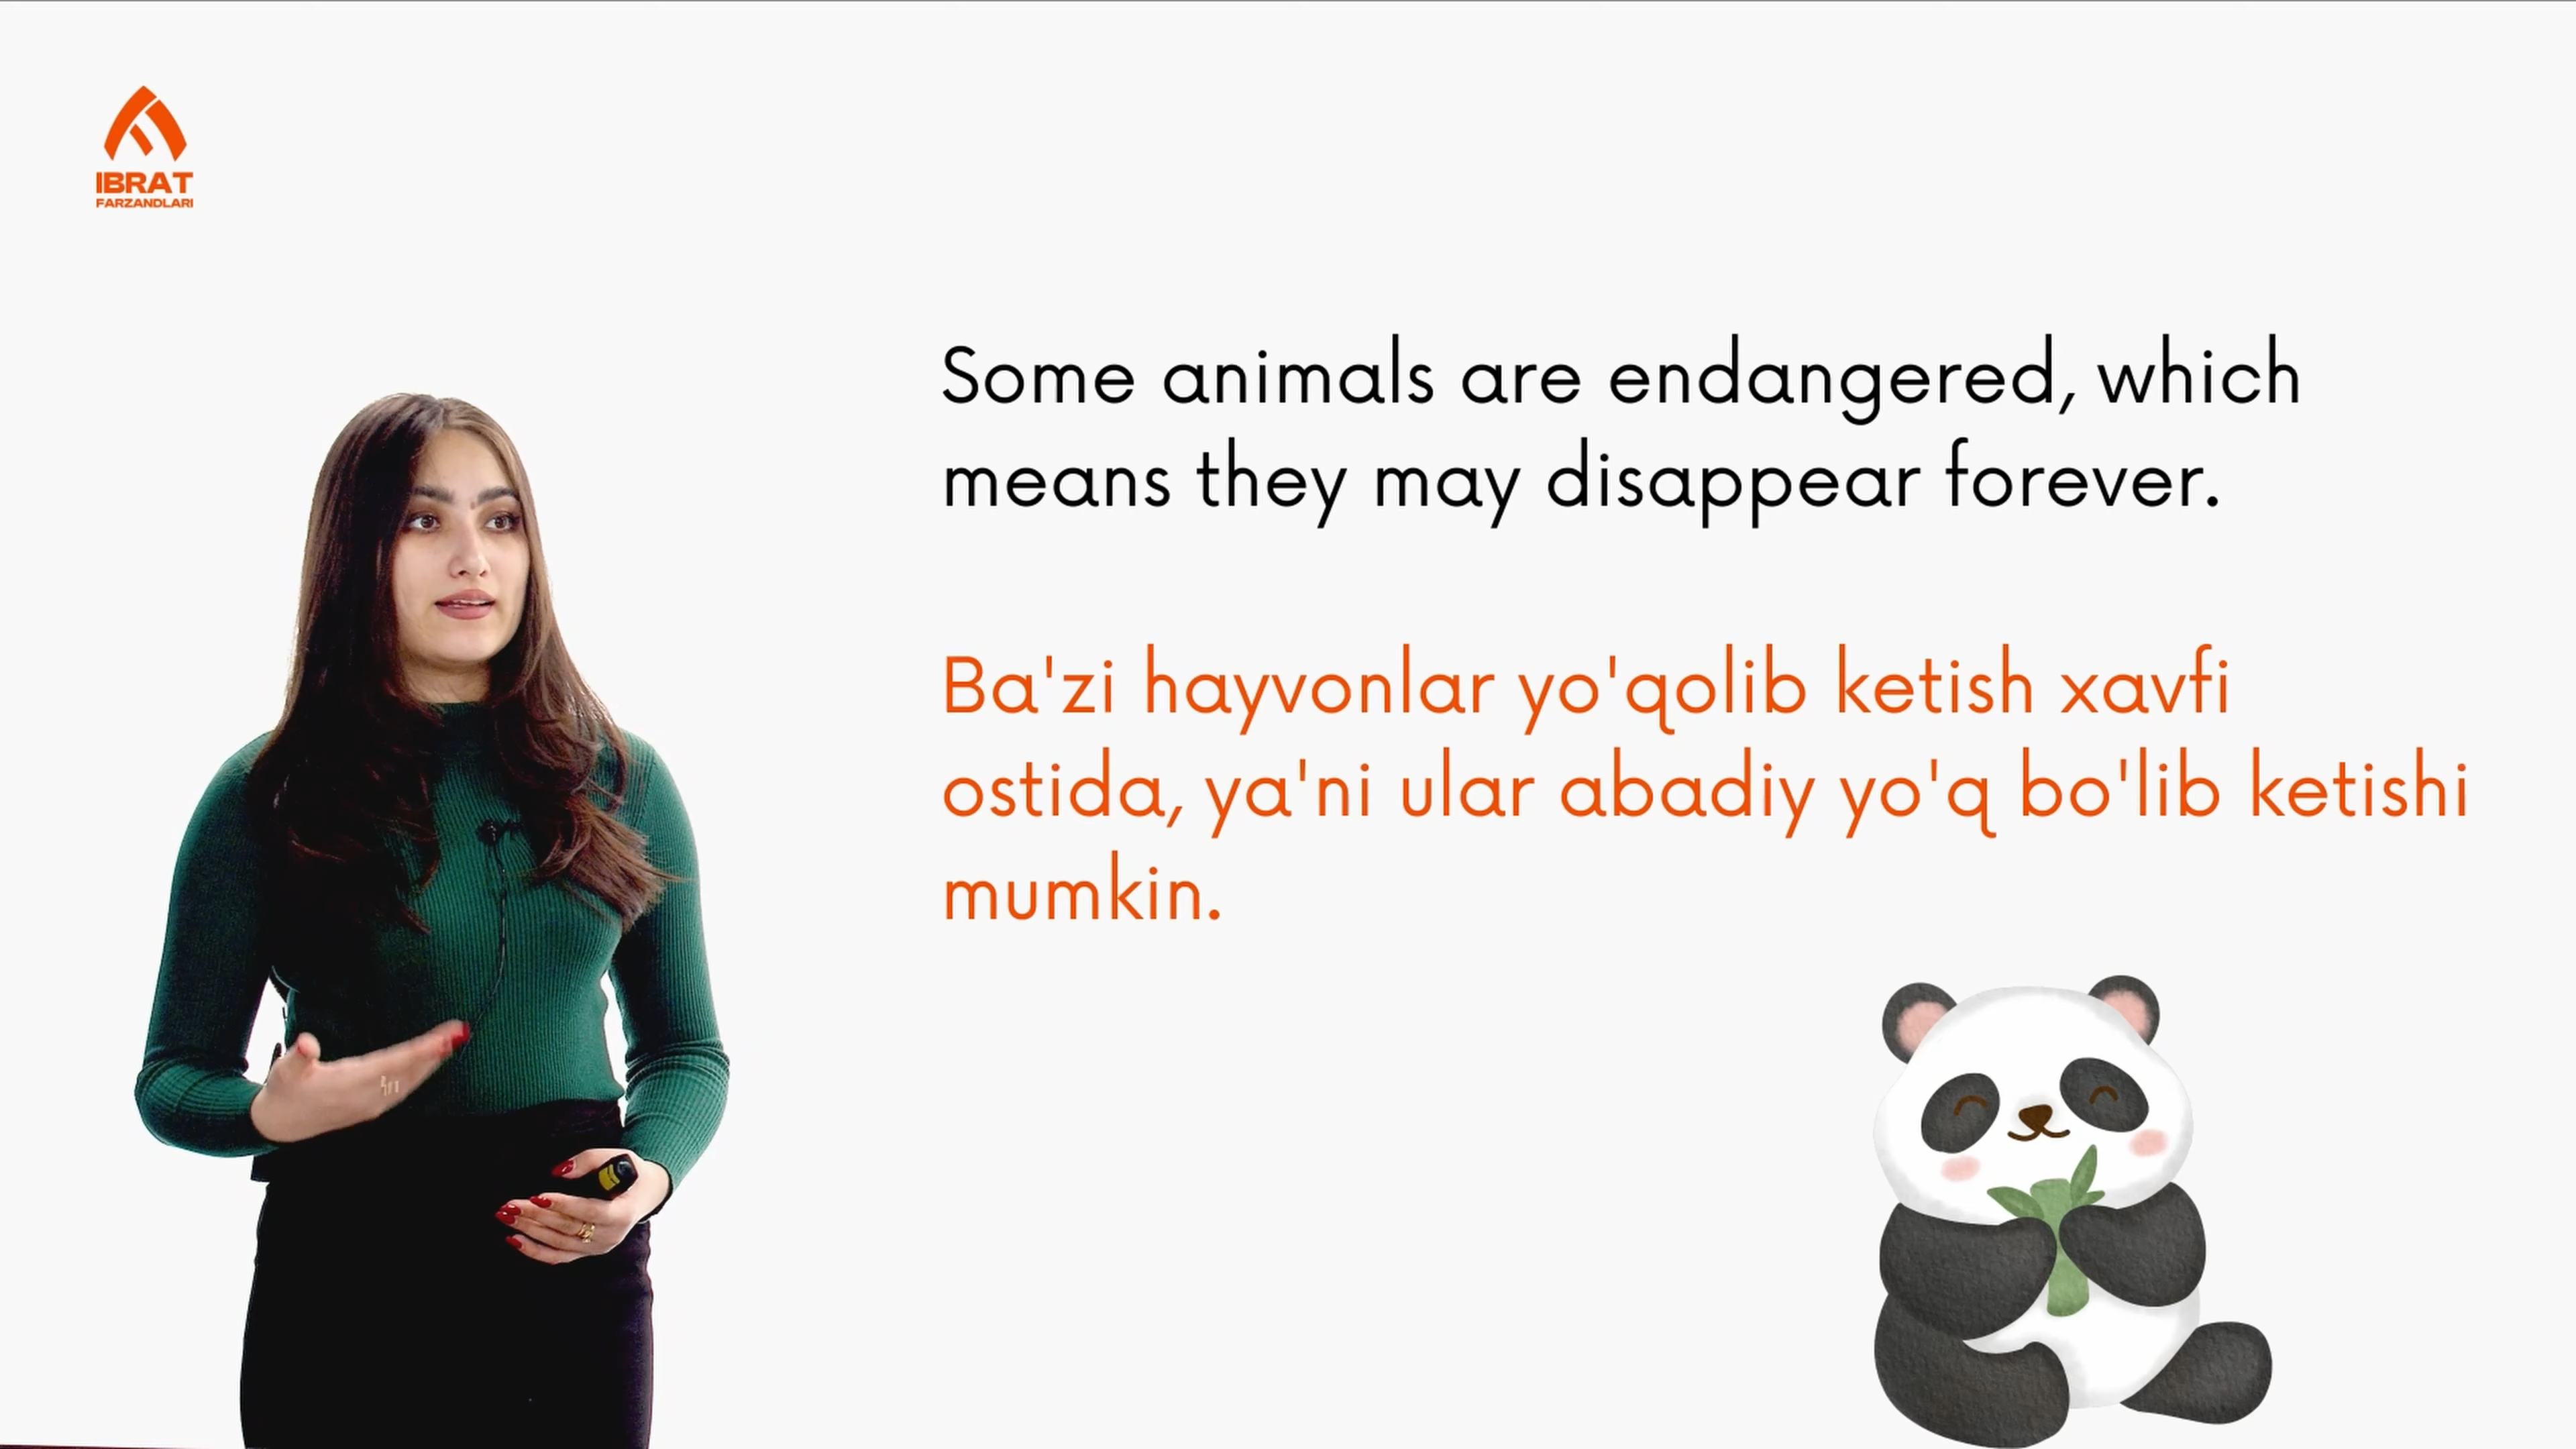 IBRAT
FARZANDLARI
Some animals are endangered, which
means they may disappear forever.
Ba'zi hayvonlar yo'qolib ketish xavfi
ostida, ya'ni ular abadiy yo'q bo'lib ketishi
mumkin.